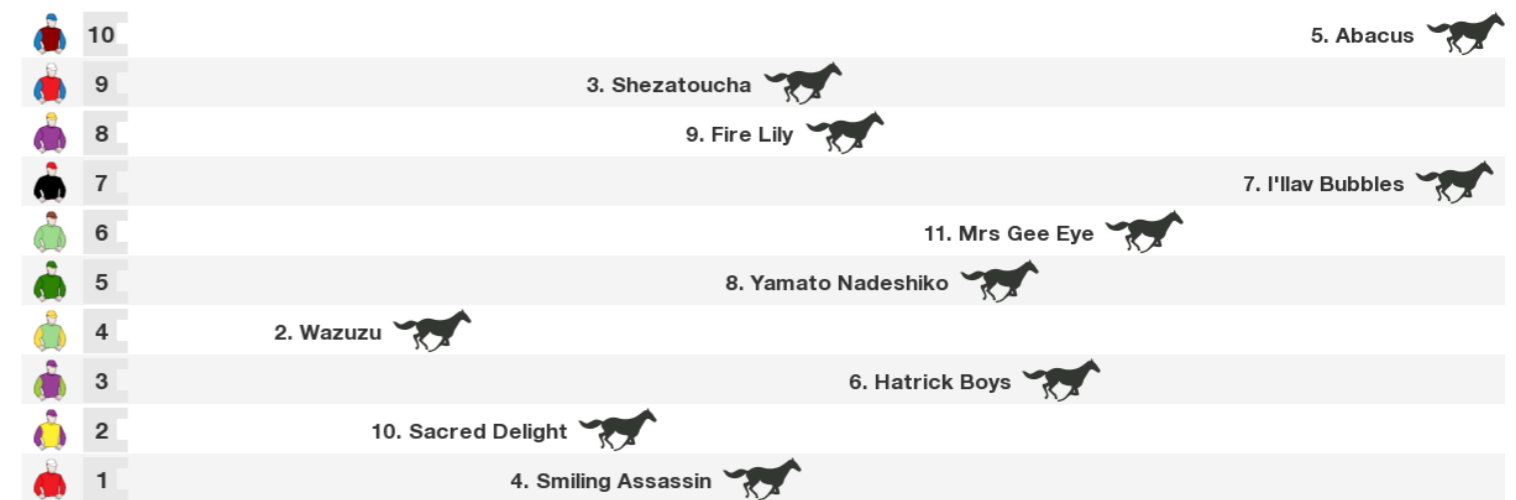 10 5. Abacus
9 3. Shezatoucha
8 9. Fire Lily
7 7. I'llav Bubbles
6 11. Mrs Gee Eye
5 8. Yamato Nadeshiko
4 2. Wazuzu
3 6. Hatrick Boys
2 10. Sacred Delight
1 4. Smiling Assassin